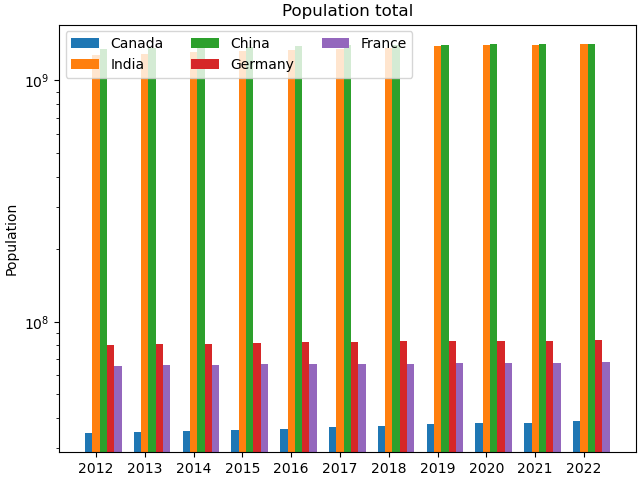 Population total
Canada China France
India Germany
10⁹
10⁸
Population
2012 2013 2014 2015 2016 2017 2018 2019 2020 2021 2022